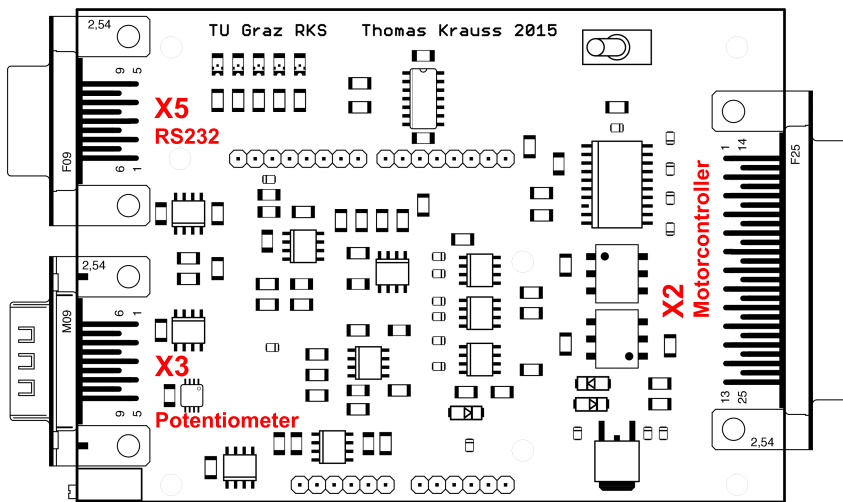 2,54
TU Graz RKS
Thomas Krauss 2015
9
5
X5
RS232
F09
6
1
1
14
F25
2,54
M09
6
1
X2
Motorcontroller
X3
Potentiometer
9
5
13
25
2,54